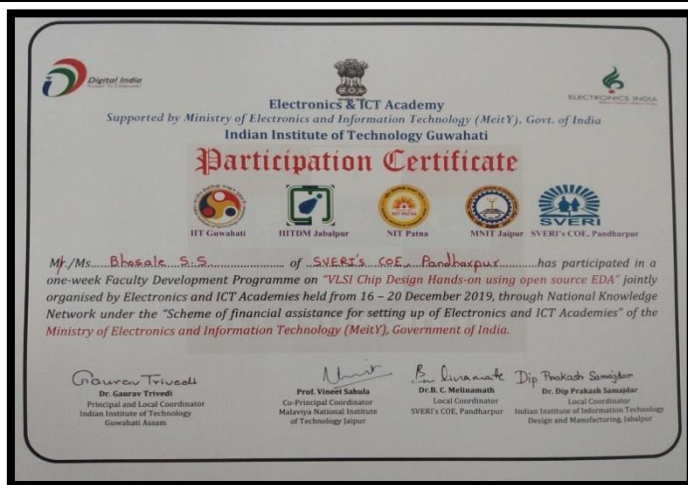 Digital India
ELECTRONICS INDIA
Electronics & ICT Academy
Supported by Ministry of Electronics and Information Technology (MeitY), Govt. of India
Indian Institute of Technology Guwahati
Participation Certificate
NIT PATNA
SVERI
IIT Guwahati IIITDM Jabalpur NIT Patna MNIT Jaipur SVERI's COE, Pandharpur
Mr./Ms.....Bhosale S.S. of SVERI's COE, Pandharpur has participated in a
one-week Faculty Development Programme on "VLSI Chip Design Hands-on using open source EDA" jointly
organised by Electronics and ICT Academies held from 16 – 20 December 2019, through National Knowledge
Network under the "Scheme of financial assistance for setting up of Electronics and ICT Academies" of the
Ministry of Electronics and Information Technology (MeitY), Government of India.
Gaurav Trivedi
Dip Prakash Samajdar
Dr. Gaurav Trivedi
Principal and Local Coordinator
Indian Institute of Technology
Guwahati Assam
Prof. Vineet Sahula
Co-Principal Coordinator
Malaviya National Institute
of Technology Jaipur
Dr.B. C. Melinamath
Local Coordinator
SVERI's COE, Pandharpur
Dr. Dip Prakash Samajdar
Local Coordinator
Indian Institute of Information Technology
Design and Manufacturing, Jabalpur